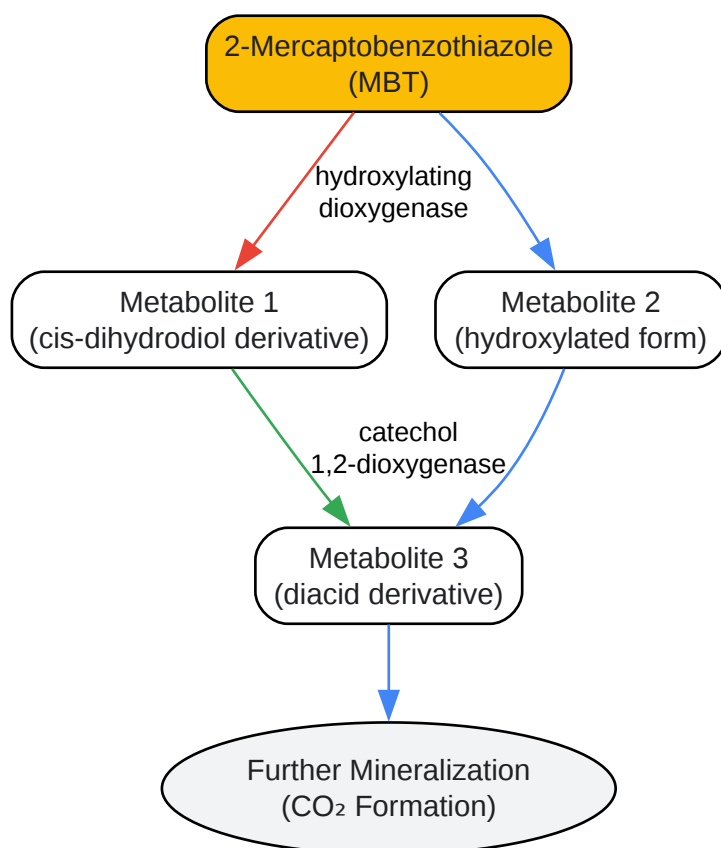 2-Mercaptobenzothiazole
(MBT)
hydroxylating
dioxygenase
Metabolite 1
(cis-dihydrodiol derivative)
Metabolite 2
(hydroxylated form)
catechol
1,2-dioxygenase
Metabolite 3
(diacid derivative)
Further Mineralization
(CO₂ Formation)